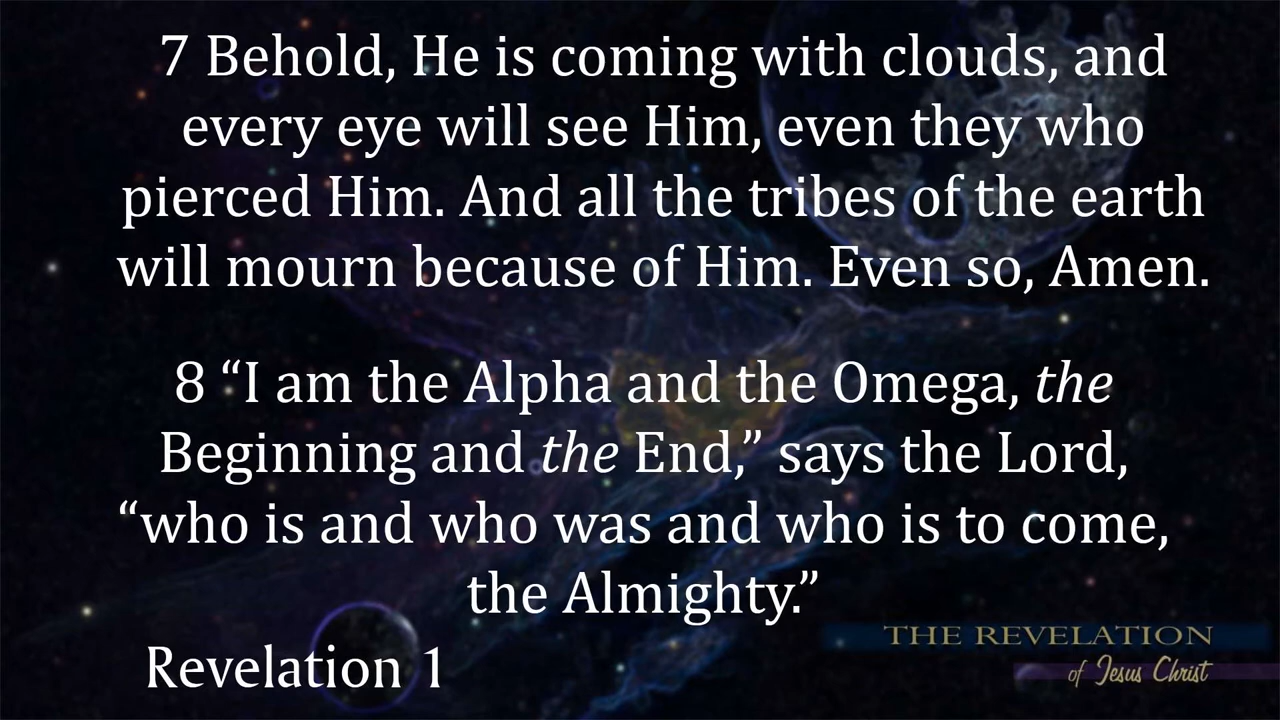 7 Behold, He is coming with clouds, and
every eye will see Him, even they who
pierced Him. And all the tribes of the earth
will mourn because of Him. Even so, Amen.
8 “I am the Alpha and the Omega, the
Beginning and the End,” says the Lord,
“who is and who was and who is to come,
the Almighty.”
Revelation 1
THE REVELATION
of Jesus Christ